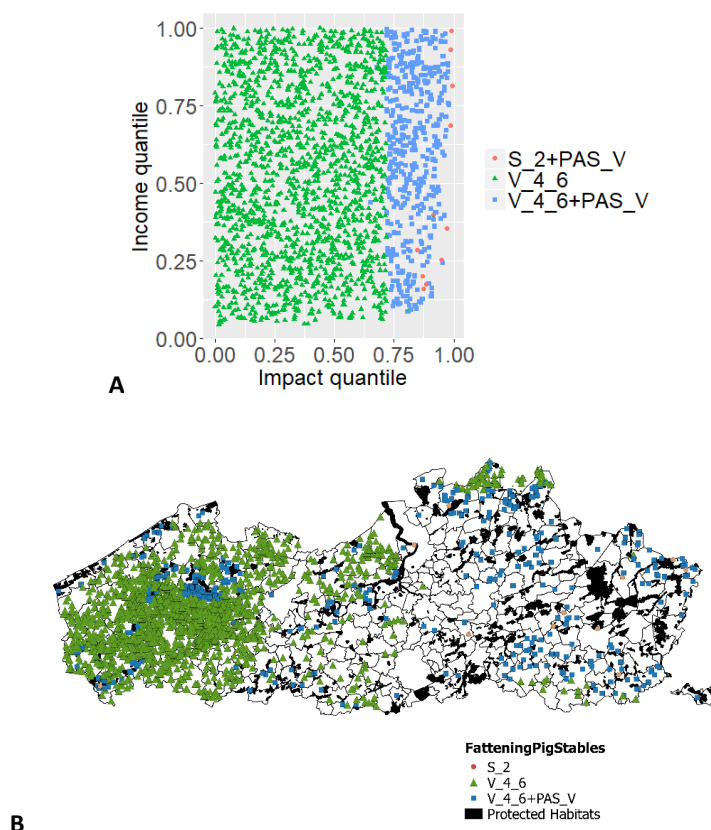 1.00
0.75
0.50
0.25
0.00
Income quantile
0.00 0.25 0.50 0.75 1.00
Impact quantile
S_2+PAS_V
V_4_6
V_4_6+PAS_V
A
FatteningPigStables
S_2
V_4_6
V_4_6+PAS_V
Protected Habitats
B